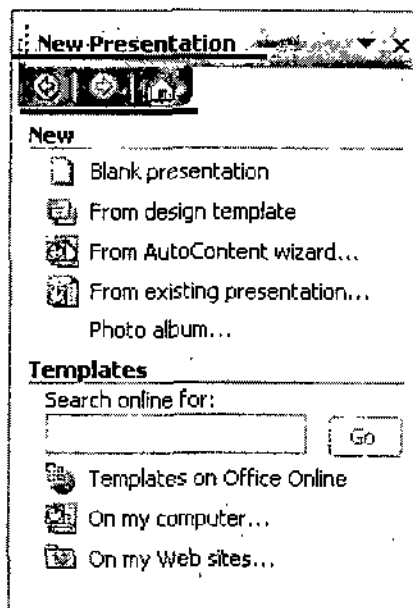 New Presentation
New
Blank presentation
From design template
From AutoContent wizard...
From existing presentation...
Photo album...
Templates
Search online for:
Go
Templates on Office Online
On my computer...
On my Web sites...